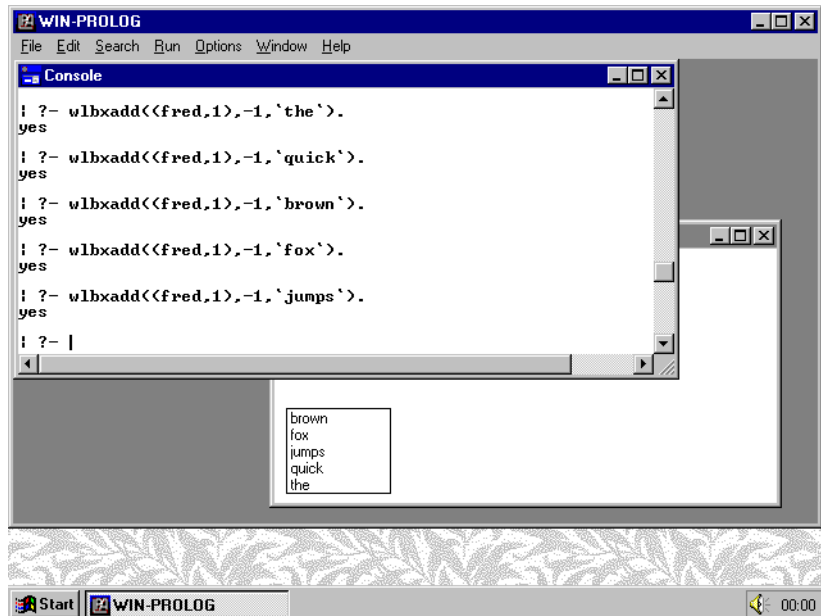 WIN-PROLOG
File Edit Search Run Options Window Help
Console
¦ ?- wlbxadd((fred,1),-1,`the`).
yes
¦ ?- wlbxadd((fred,1),-1,`quick`).
yes
¦ ?- wlbxadd((fred,1),-1,`brown`).
yes
¦ ?- wlbxadd((fred,1),-1,`fox`).
yes
¦ ?- wlbxadd((fred,1),-1,`jumps`).
yes
¦ ?- |
brown
fox
jumps
quick
the
Start WIN-PROLOG 00:00